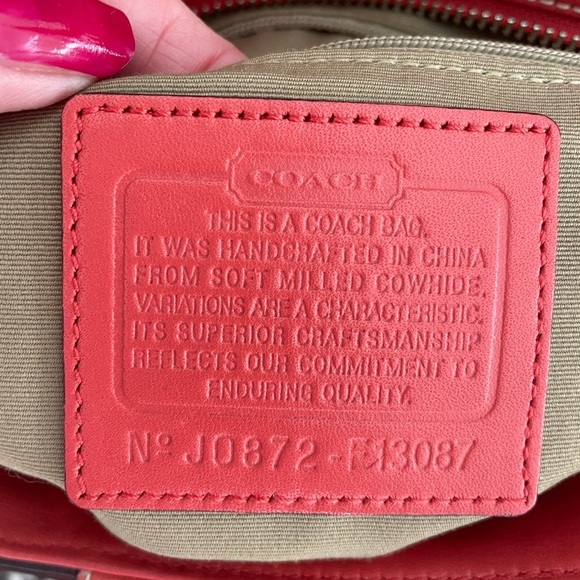 COACH
THIS IS A COACH BAG.
IT WAS HANDCRAFTED IN CHINA
FROM SOFT MILLED COWHIDE.
VARIATIONS ARE A CHARACTERISTIC.
ITS SUPERIOR CRAFTSMANSHIP
REFLECTS OUR COMMITMENT TO
ENDURING QUALITY.
Nº J0872-F13087